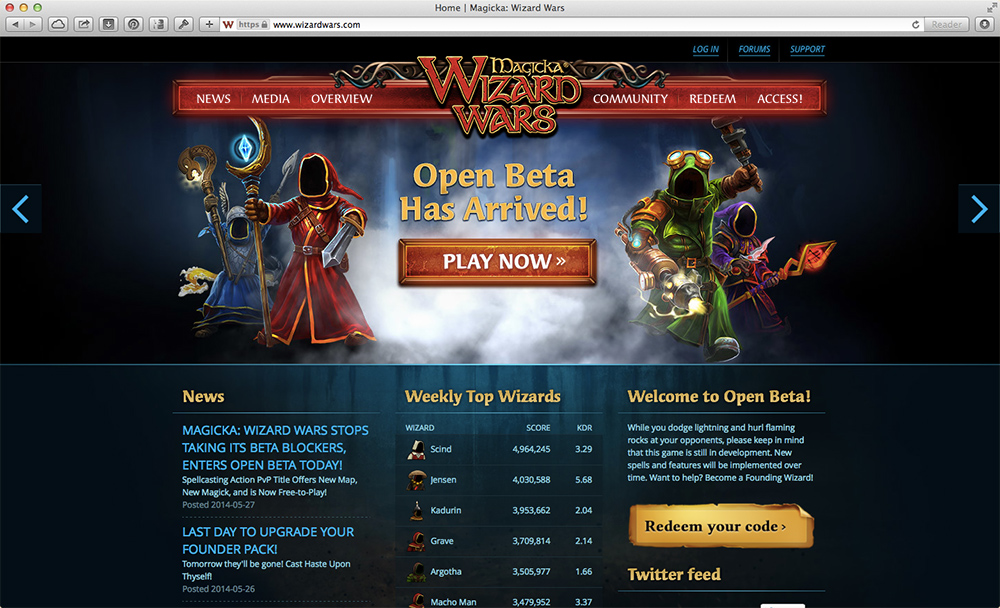 Home | Magicka: Wizard Wars
https www.wizardwars.com Reader
LOG IN FORUMS SUPPORT
MAGICKA
WIZARD
WARS
NEWS MEDIA OVERVIEW COMMUNITY REDEEM ACCESS!
Open Beta
Has Arrived!
PLAY NOW »
News
MAGICKA: WIZARD WARS STOPS
TAKING ITS BETA BLOCKERS,
ENTERS OPEN BETA TODAY!
Spellcasting Action PvP Title Offers New Map,
New Magick, and is Now Free-to-Play!
Posted 2014-05-27
LAST DAY TO UPGRADE YOUR
FOUNDER PACK!
Tomorrow they'll be gone! Cast Haste Upon
Thyself!
Posted 2014-05-26
Weekly Top Wizards
WIZARD SCORE KDR
Scind 4,964,245 3.29
Jensen 4,030,588 5.68
Kadurin 3,953,662 2.04
Grave 3,709,814 2.14
Argotha 3,505,977 1.66
Macho Man 3,479,952 3.37
Welcome to Open Beta!
While you dodge lightning and hurl flaming
rocks at your opponents, please keep in mind
that this game is still in development. New
spells and features will be implemented over
time. Want to help? Become a Founding Wizard!
Redeem your code ›
Twitter feed